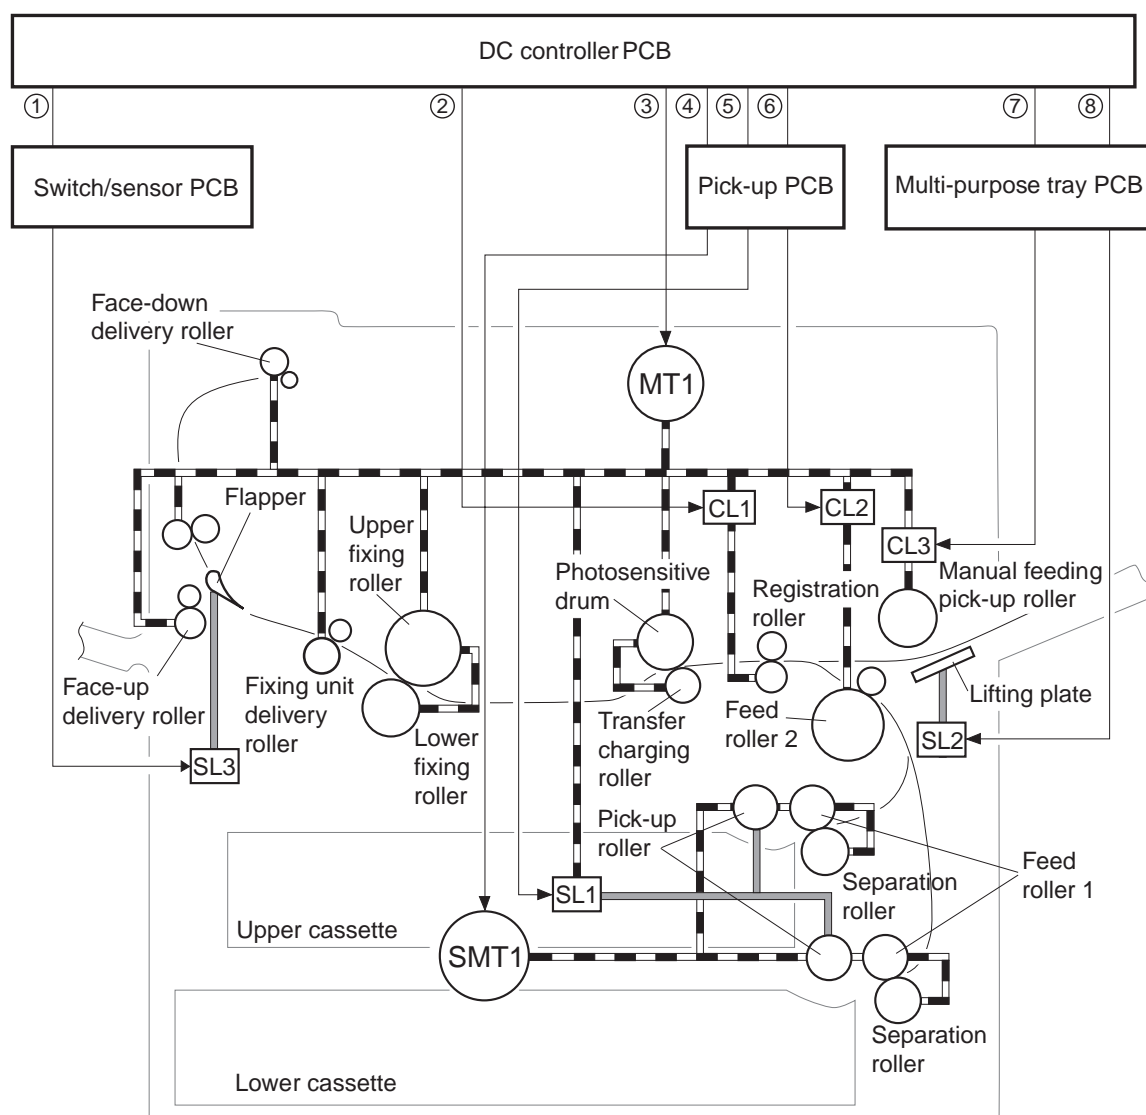 DC controller PCB
① ② ③ ④ ⑤ ⑥ ⑦ ⑧
Switch/sensor PCB
Pick-up PCB
Multi-purpose tray PCB
Face-down
delivery roller
MT1
Flapper
CL1
CL2
CL3
Upper
fixing
roller
Photosensitive
drum
Registration
roller
Manual feeding
pick-up roller
Face-up
delivery roller
Fixing unit
delivery
roller
Lower
fixing
roller
Transfer
charging
roller
Feed
roller 2
Lifting plate
SL3
SL2
Pick-up
roller
Separation
roller
Feed
roller 1
SL1
Upper cassette
SMT1
Separation
roller
Lower cassette